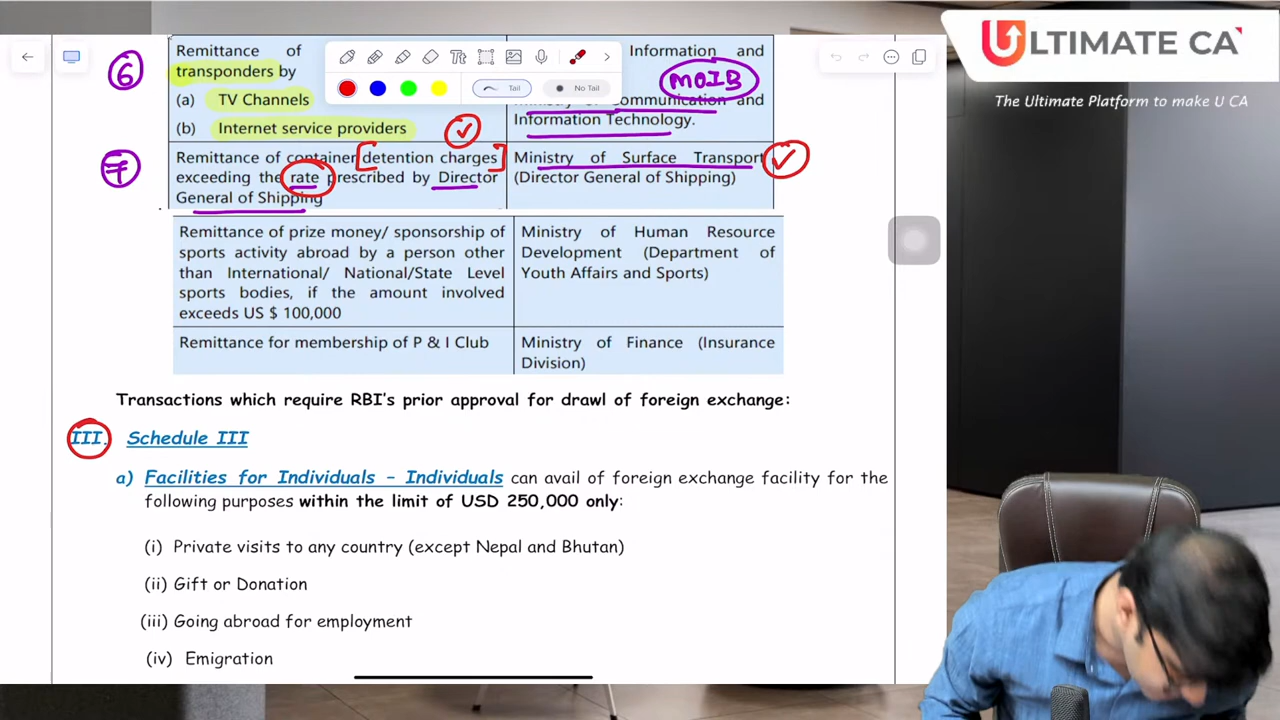 ULTIMATE CA
The Ultimate Platform to make U CA
Tail
No Tail
6
Remittance of
Information and
transponders by
MOIB
(a) TV Channels
Communication and
(b) Internet service providers
Information Technology.
7
Remittance of container detention charges
exceeding the rate prescribed by Director
General of Shipping
Ministry of Surface Transport
(Director General of Shipping)
Remittance of prize money/ sponsorship of
sports activity abroad by a person other
than International/ National/State Level
sports bodies, if the amount involved
exceeds US $ 100,000
Ministry of Human Resource
Development (Department of
Youth Affairs and Sports)
Remittance for membership of P & I Club
Ministry of Finance (Insurance
Division)
Transactions which require RBI's prior approval for drawl of foreign exchange:
III. Schedule III
a) Facilities for Individuals – Individuals can avail of foreign exchange facility for the
following purposes within the limit of USD 250,000 only:
(i) Private visits to any country (except Nepal and Bhutan)
(ii) Gift or Donation
(iii) Going abroad for employment
(iv) Emigration